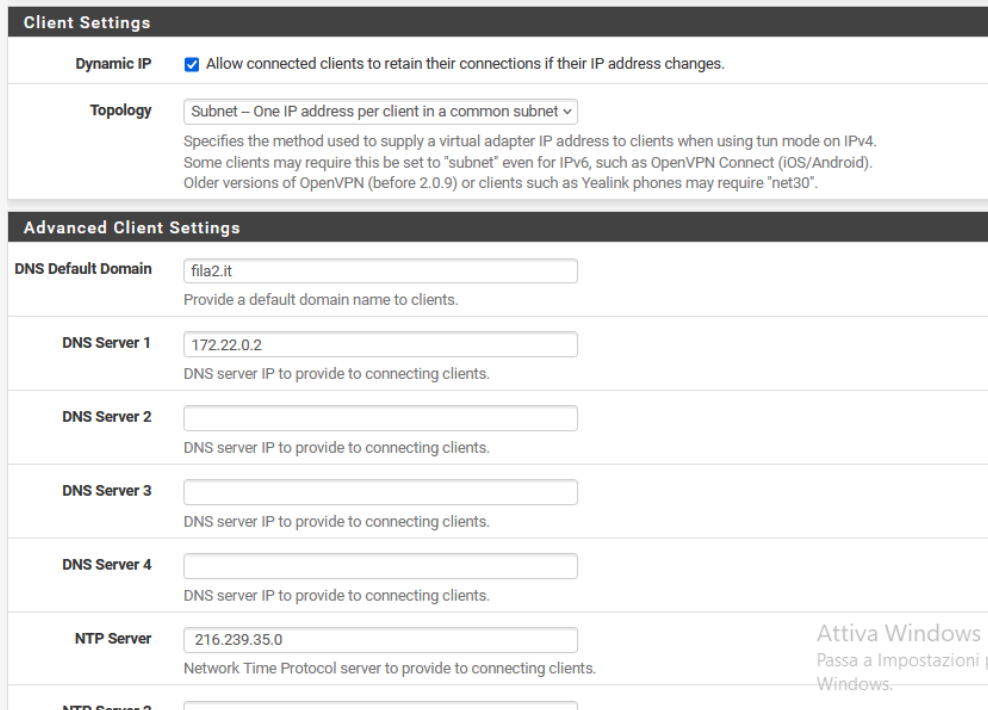 Client Settings
Dynamic IP
Allow connected clients to retain their connections if their IP address changes.
Topology
Subnet -- One IP address per client in a common subnet
Specifies the method used to supply a virtual adapter IP address to clients when using tun mode on IPv4.
Some clients may require this be set to "subnet" even for IPv6, such as OpenVPN Connect (iOS/Android).
Older versions of OpenVPN (before 2.0.9) or clients such as Yealink phones may require "net30".
Advanced Client Settings
DNS Default Domain
fila2.it
Provide a default domain name to clients.
DNS Server 1
172.22.0.2
DNS server IP to provide to connecting clients.
DNS Server 2
DNS server IP to provide to connecting clients.
DNS Server 3
DNS server IP to provide to connecting clients.
DNS Server 4
DNS server IP to provide to connecting clients.
NTP Server
216.239.35.0
Network Time Protocol server to provide to connecting clients.
Attiva Windows
Passa a Impostazioni
Windows.
NTP Server 2